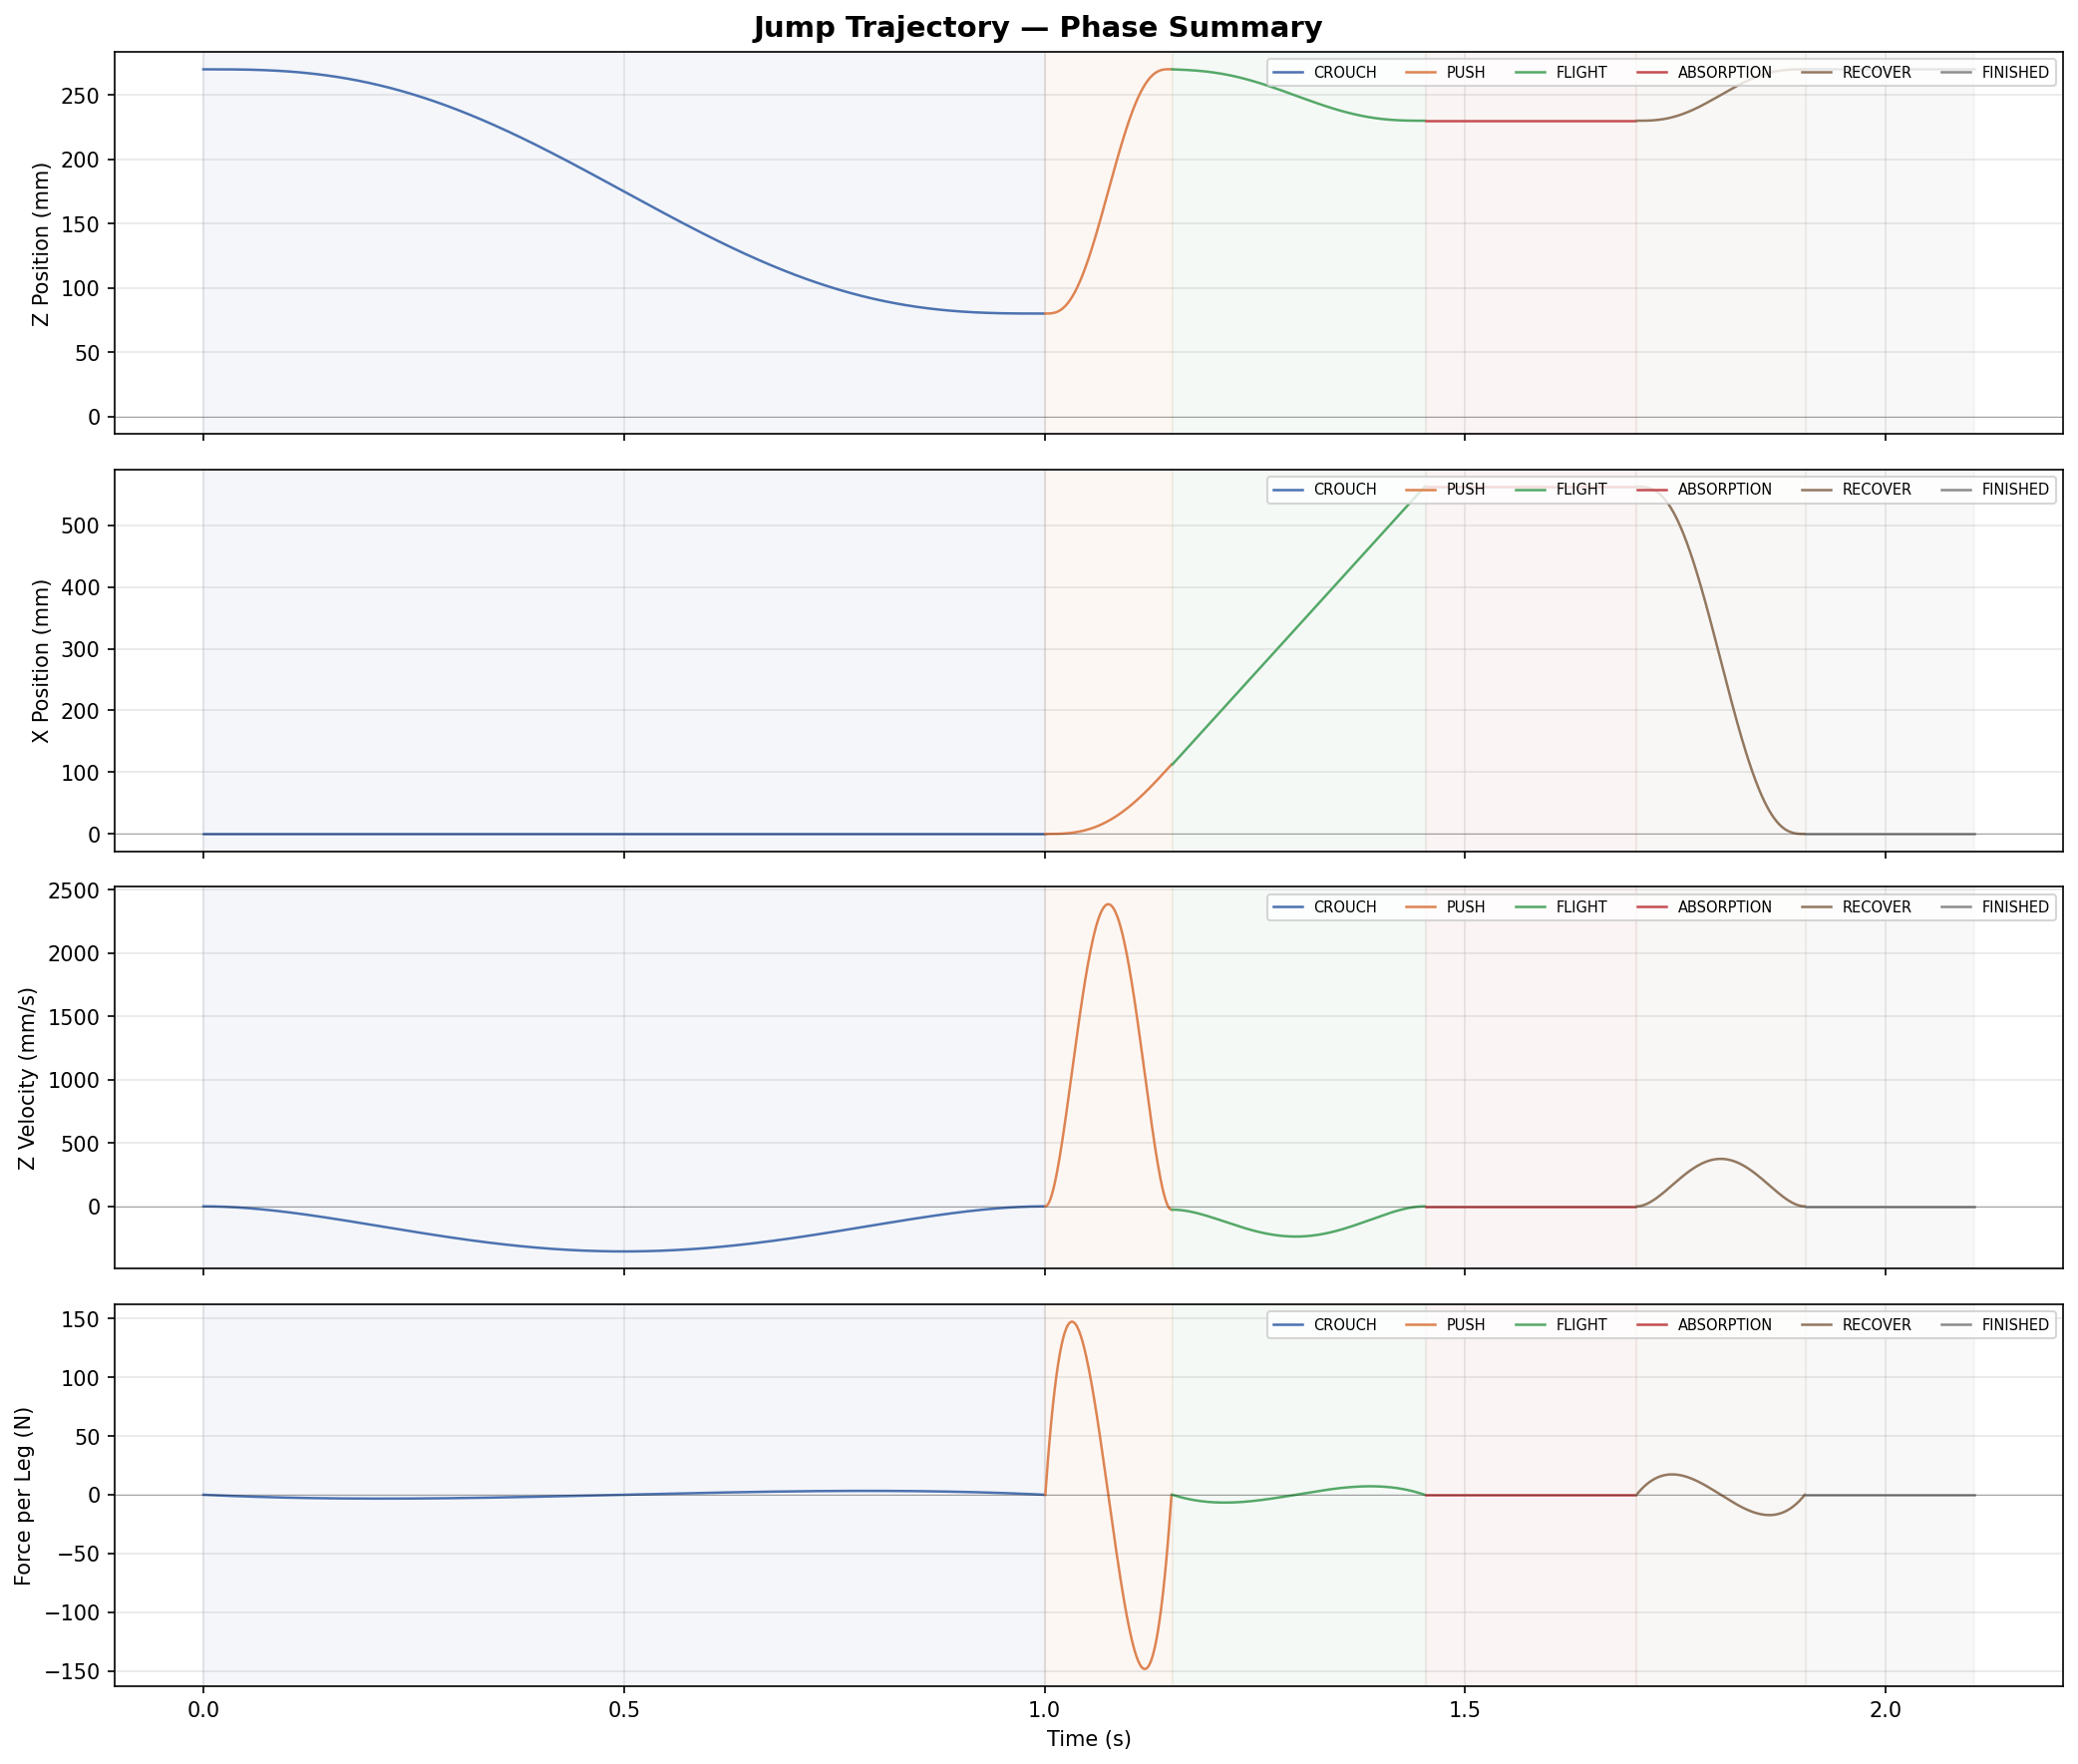 Jump Trajectory — Phase Summary
CROUCH PUSH FLIGHT ABSORPTION RECOVER FINISHED
Z Position (mm)
250
200
150
100
50
0
CROUCH PUSH FLIGHT ABSORPTION RECOVER FINISHED
X Position (mm)
500
400
300
200
100
0
CROUCH PUSH FLIGHT ABSORPTION RECOVER FINISHED
Z Velocity (mm/s)
2500
2000
1500
1000
500
0
CROUCH PUSH FLIGHT ABSORPTION RECOVER FINISHED
Force per Leg (N)
150
100
50
0
−50
−100
−150
0.0 0.5 1.0 1.5 2.0
Time (s)